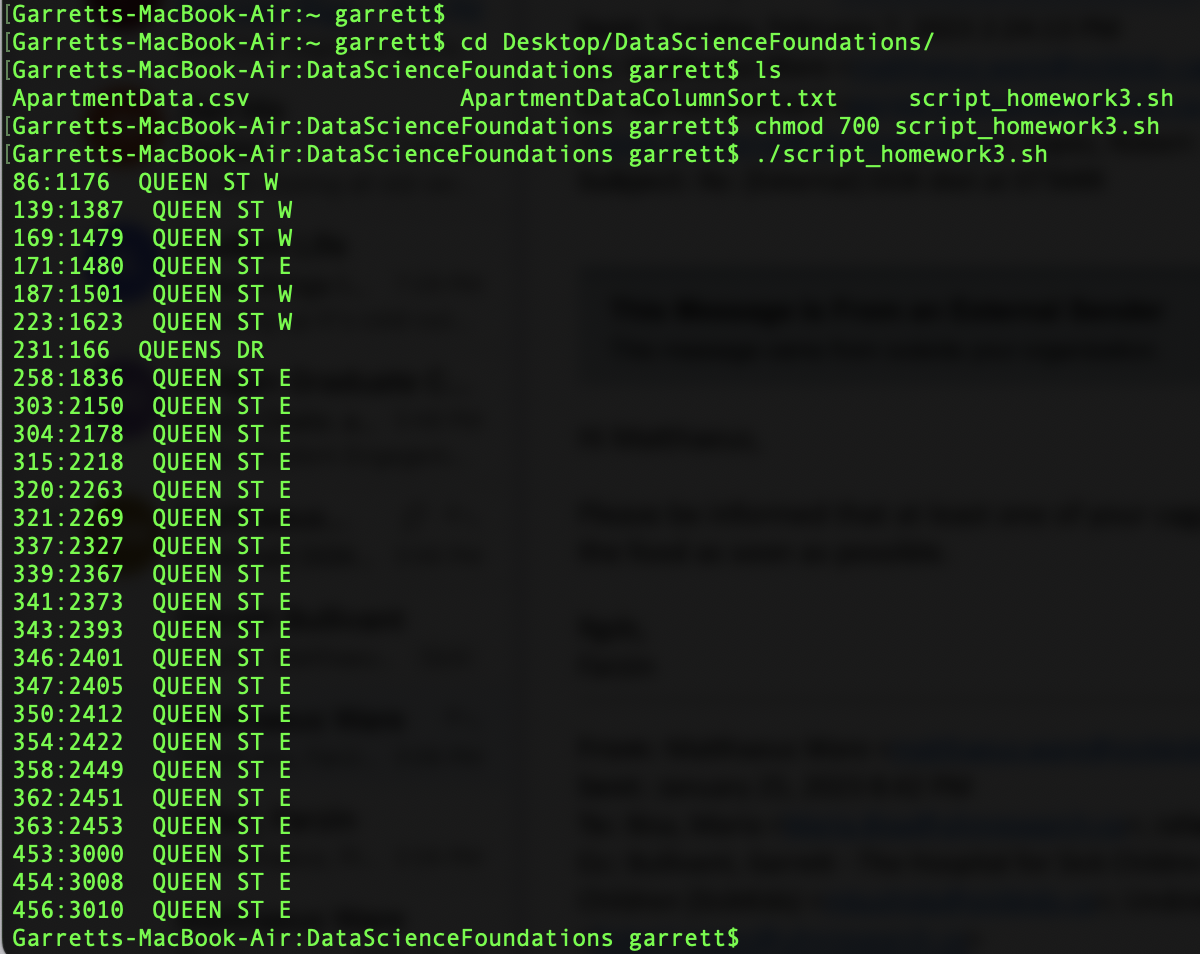 [Garretts-MacBook-Air:~ garrett$
[Garretts-MacBook-Air:~ garrett$ cd Desktop/DataScienceFoundations/
[Garretts-MacBook-Air:DataScienceFoundations garrett$ ls
ApartmentData.csv               ApartmentDataColumnSort.txt     script_homework3.sh
[Garretts-MacBook-Air:DataScienceFoundations garrett$ chmod 700 script_homework3.sh
[Garretts-MacBook-Air:DataScienceFoundations garrett$ ./script_homework3.sh
86:1176  QUEEN ST W
139:1387  QUEEN ST W
169:1479  QUEEN ST W
171:1480  QUEEN ST E
187:1501  QUEEN ST W
223:1623  QUEEN ST W
231:166  QUEENS DR
258:1836  QUEEN ST E
303:2150  QUEEN ST E
304:2178  QUEEN ST E
315:2218  QUEEN ST E
320:2263  QUEEN ST E
321:2269  QUEEN ST E
337:2327  QUEEN ST E
339:2367  QUEEN ST E
341:2373  QUEEN ST E
343:2393  QUEEN ST E
346:2401  QUEEN ST E
347:2405  QUEEN ST E
350:2412  QUEEN ST E
354:2422  QUEEN ST E
358:2449  QUEEN ST E
362:2451  QUEEN ST E
363:2453  QUEEN ST E
453:3000  QUEEN ST E
454:3008  QUEEN ST E
456:3010  QUEEN ST E
Garretts-MacBook-Air:DataScienceFoundations garrett$